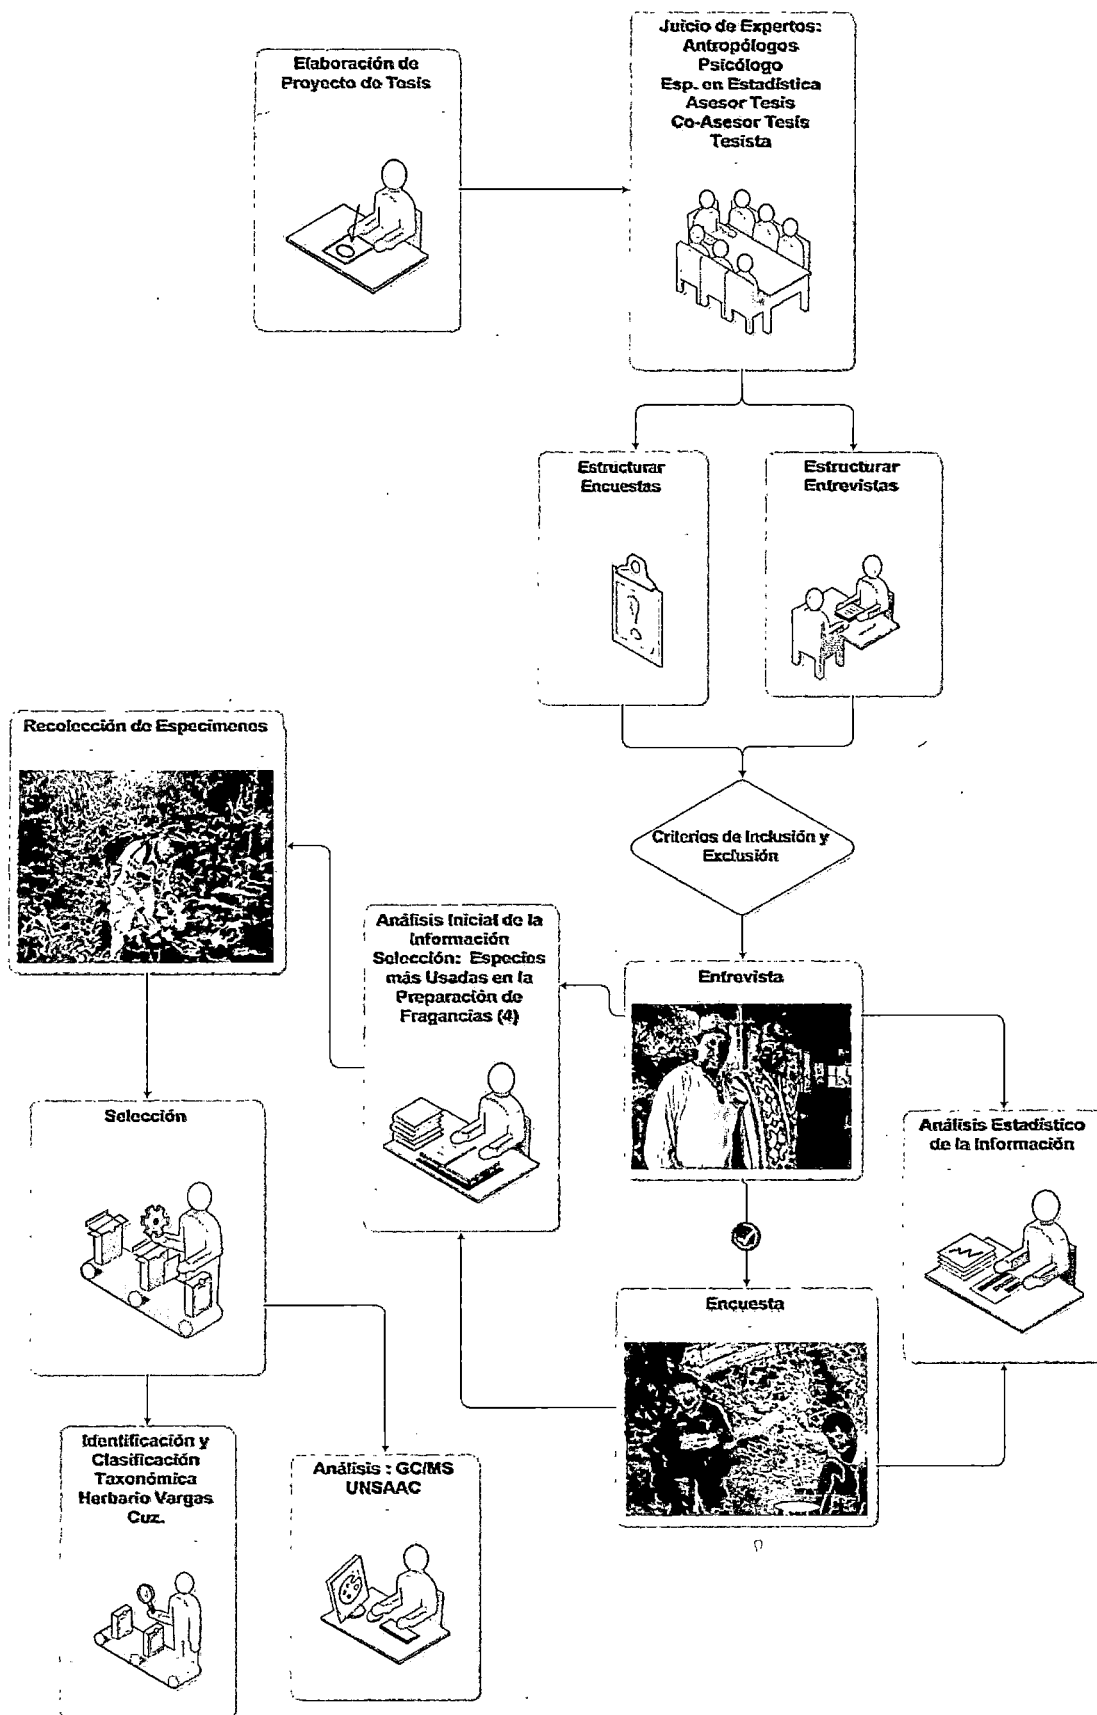 Elaboración de
Proyecto de Tesis
Juicio de Expertos:
Antropólogos
Psicólogo
Esp. en Estadística
Asesor Tesis
Co-Asesor Tesis
Tesista
Estructurar
Encuestas
Estructurar
Entrevistas
Criterios de Inclusión y
Exclusión
Recolección de Especímenes
Análisis Inicial de la
Información
Selección: Especies
más Usadas en la
Preparación de
Fragancias (4)
Entrevista
Análisis Estadístico
de la Información
Selección
Encuesta
Identificación y
Clasificación
Taxonómica
Herbario Vargas
Cuz.
Análisis : GC/MS
UNSAAC